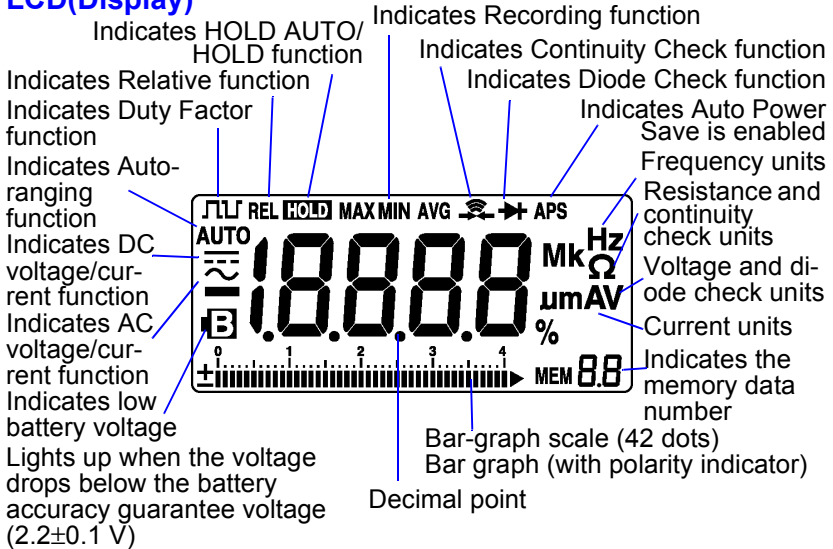 LCD(Display)
Indicates HOLD AUTO/
HOLD function
Indicates Relative function
Indicates Duty Factor
function
Indicates Auto-
ranging
function
Indicates DC
voltage/cur-
rent function
Indicates AC
voltage/cur-
rent function
Indicates low
battery voltage
Lights up when the voltage
drops below the battery
accuracy guarantee voltage
(2.2±0.1 V)
Indicates Recording function
Indicates Continuity Check function
Indicates Diode Check function
Indicates Auto Power
Save is enabled
Frequency units
Resistance and
continuity
check units
Voltage and di-
ode check units
Current units
Indicates the
memory data
number
Bar-graph scale (42 dots)
Bar graph (with polarity indicator)
Decimal point
REL HOLD MAX MIN AVG APS
AUTO
1.8.8.8.8
Mk Hz
Ω
µm AV
B
%
0 1 2 3 4
±
MEM 8.8